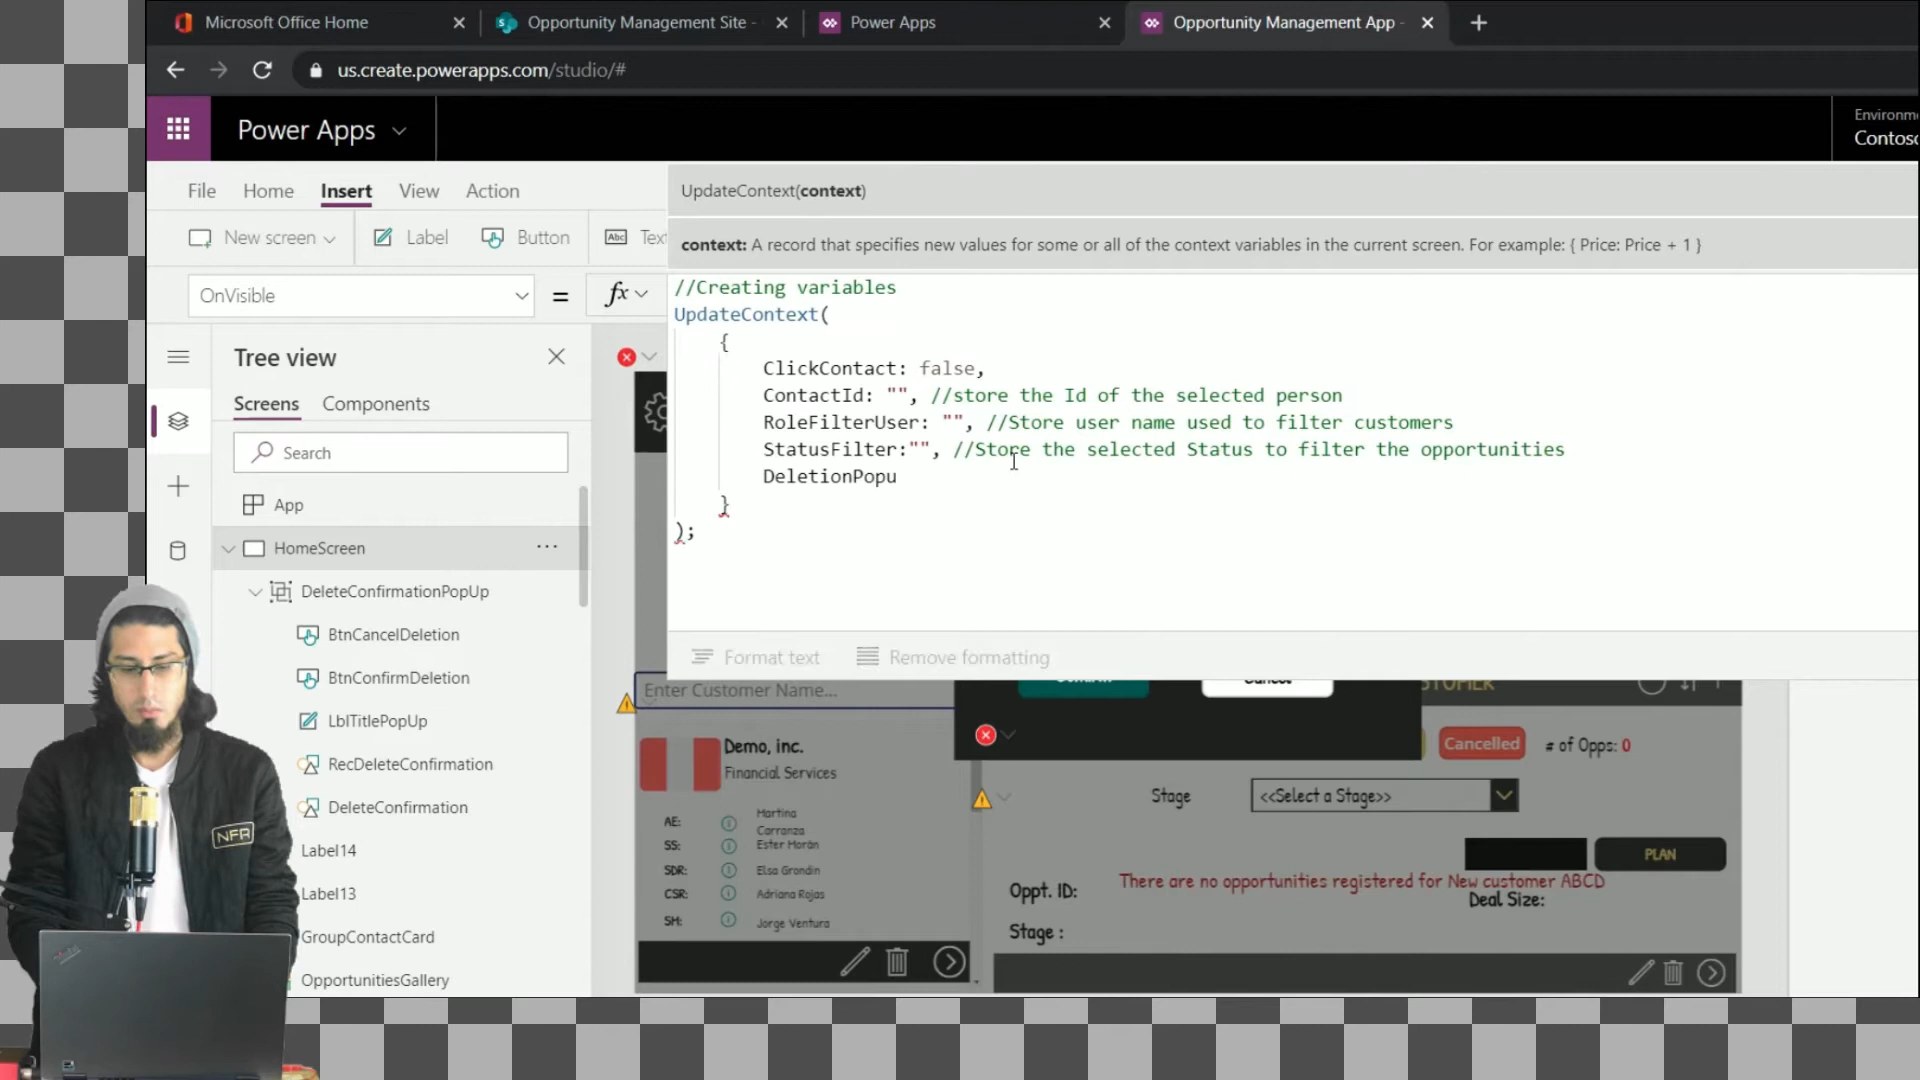 Microsoft Office Home
Opportunity Management Site -
Power Apps
Opportunity Management App -
us.create.powerapps.com/studio/#
Power Apps
Environme
Contoso
File
Home
Insert
View
Action
UpdateContext(context)
New screen
Label
Button
Abc
Text
context: A record that specifies new values for some or all of the context variables in the current screen. For example: { Price: Price + 1 }
OnVisible
=
fx
//Creating variables
UpdateContext(
{
ClickContact: false,
ContactId: "", //store the Id of the selected person
RoleFilterUser: "", //Store user name used to filter customers
StatusFilter:"", //Store the selected Status to filter the opportunities
DeletionPopu
}
);
Format text
Remove formatting
Tree view
Screens
Components
Search
App
HomeScreen
DeleteConfirmationPopUp
BtnCancelDeletion
BtnConfirmDeletion
LblTitlePopUp
RecDeleteConfirmation
DeleteConfirmation
Label14
Label13
GroupContactCard
OpportunitiesGallery
Enter Customer Name...
Demo, inc.
Financial Services
AE:
Martina
Carranza
SS:
Ester Morán
SDR:
Elsa Grondin
CSR:
Adriana Rojas
SM:
Jorge Ventura
Cancelled
# of Opps: 0
Stage
<<Select a Stage>>
PLAN
There are no opportunities registered for New customer ABCD
Oppt. ID:
Deal Size:
Stage :
NFR